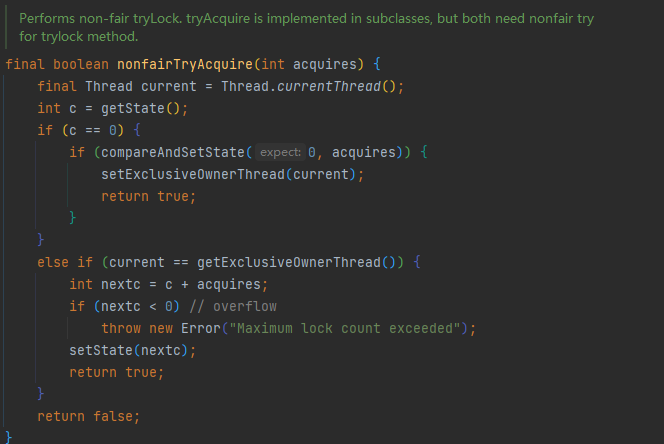 Performs non-fair tryLock. tryAcquire is implemented in subclasses, but both need nonfair try
for trylock method.
final boolean nonfairTryAcquire(int acquires) {
    final Thread current = Thread.currentThread();
    int c = getState();
    if (c == 0) {
        if (compareAndSetState( expect: 0, acquires)) {
            setExclusiveOwnerThread(current);
            return true;
        }
    }
    else if (current == getExclusiveOwnerThread()) {
        int nextc = c + acquires;
        if (nextc < 0) // overflow
            throw new Error("Maximum lock count exceeded");
        setState(nextc);
        return true;
    }
    return false;
}